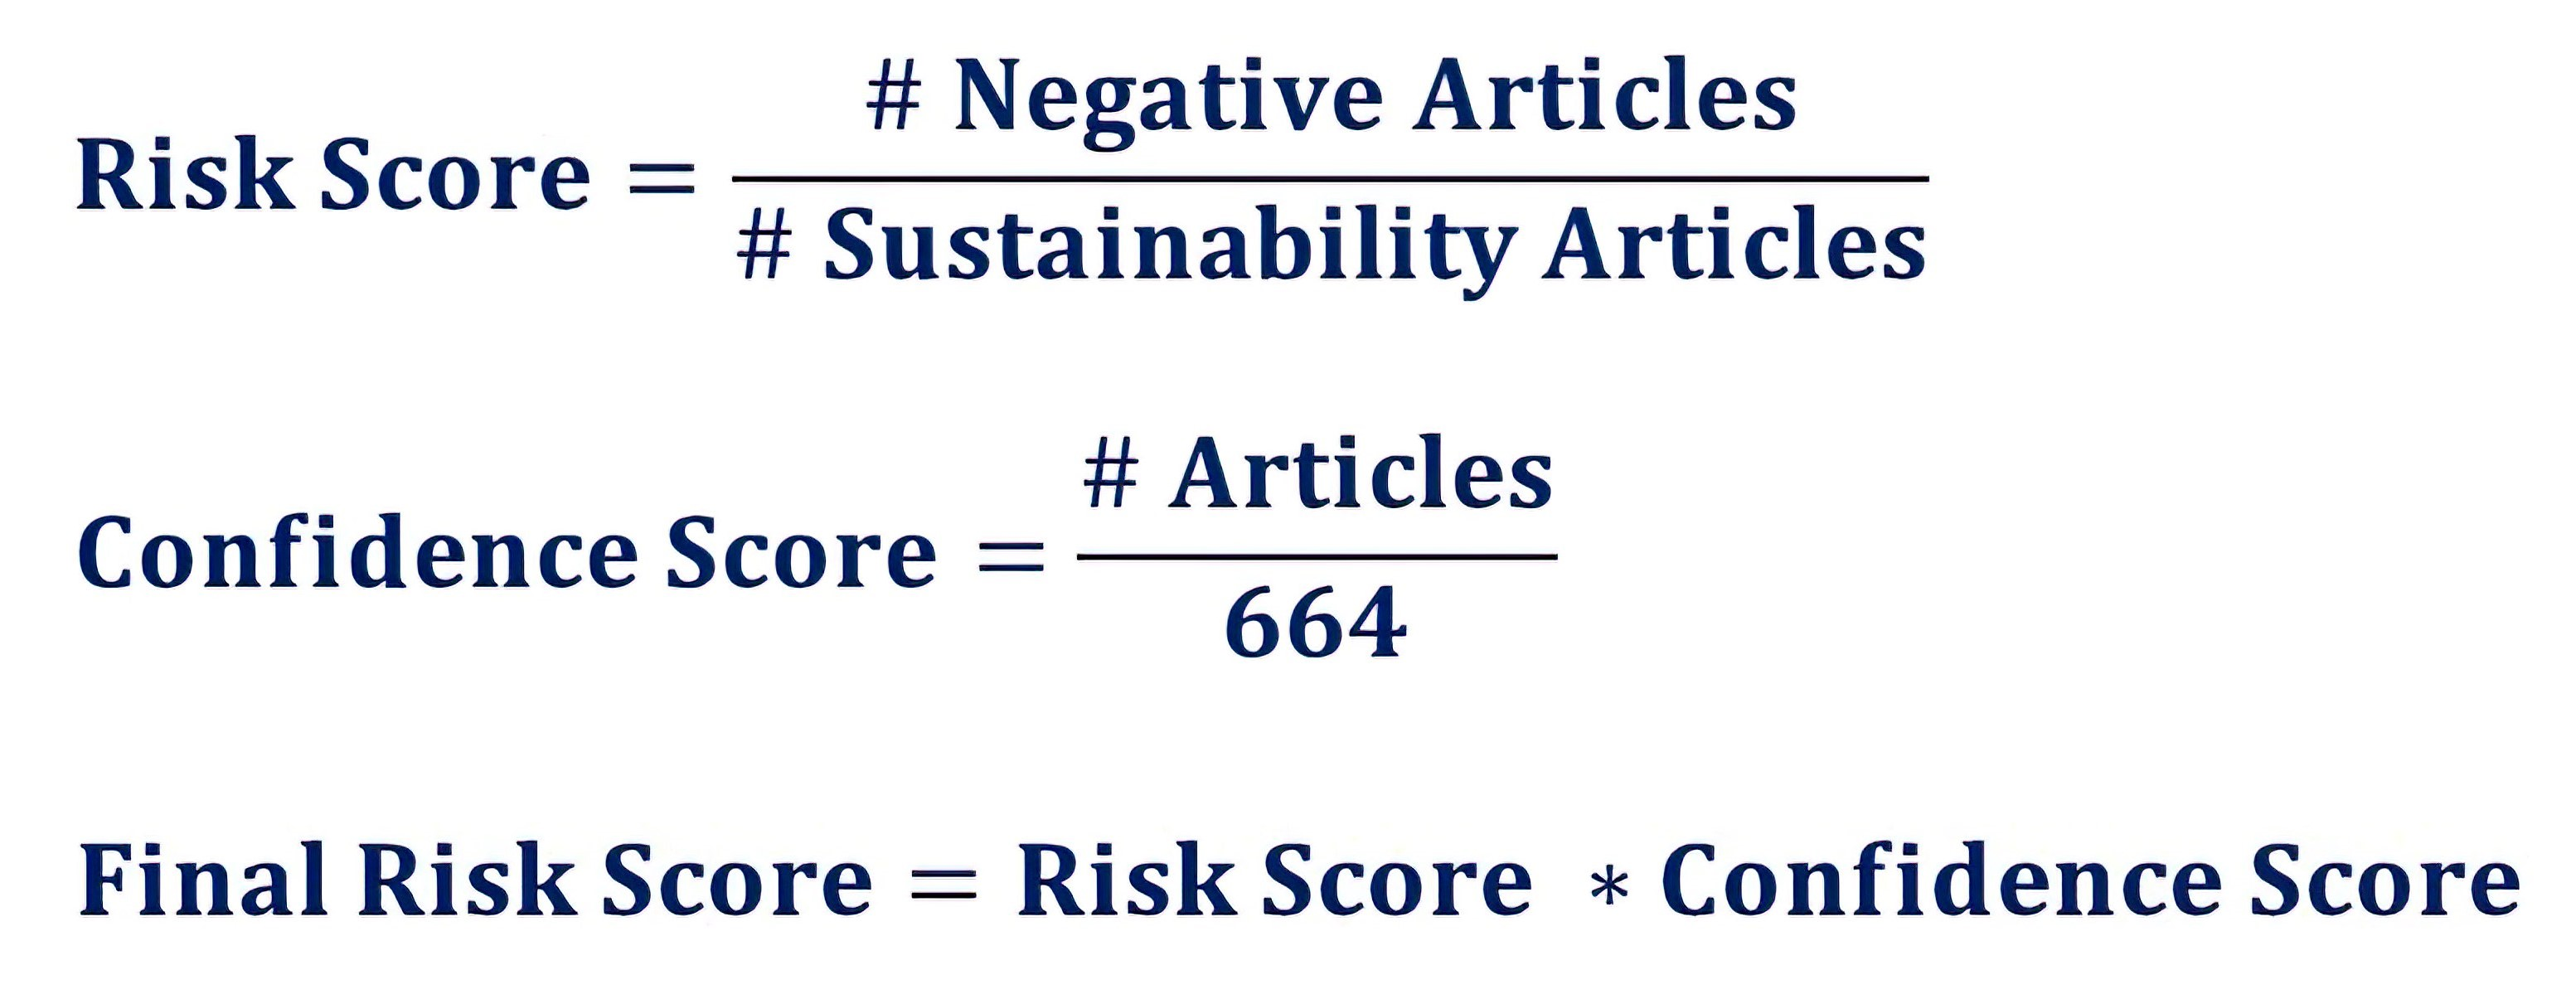 # Negative Articles
Risk Score =
# Sustainability Articles
# Articles
Confidence Score =
664
Final Risk Score = Risk Score * Confidence Score